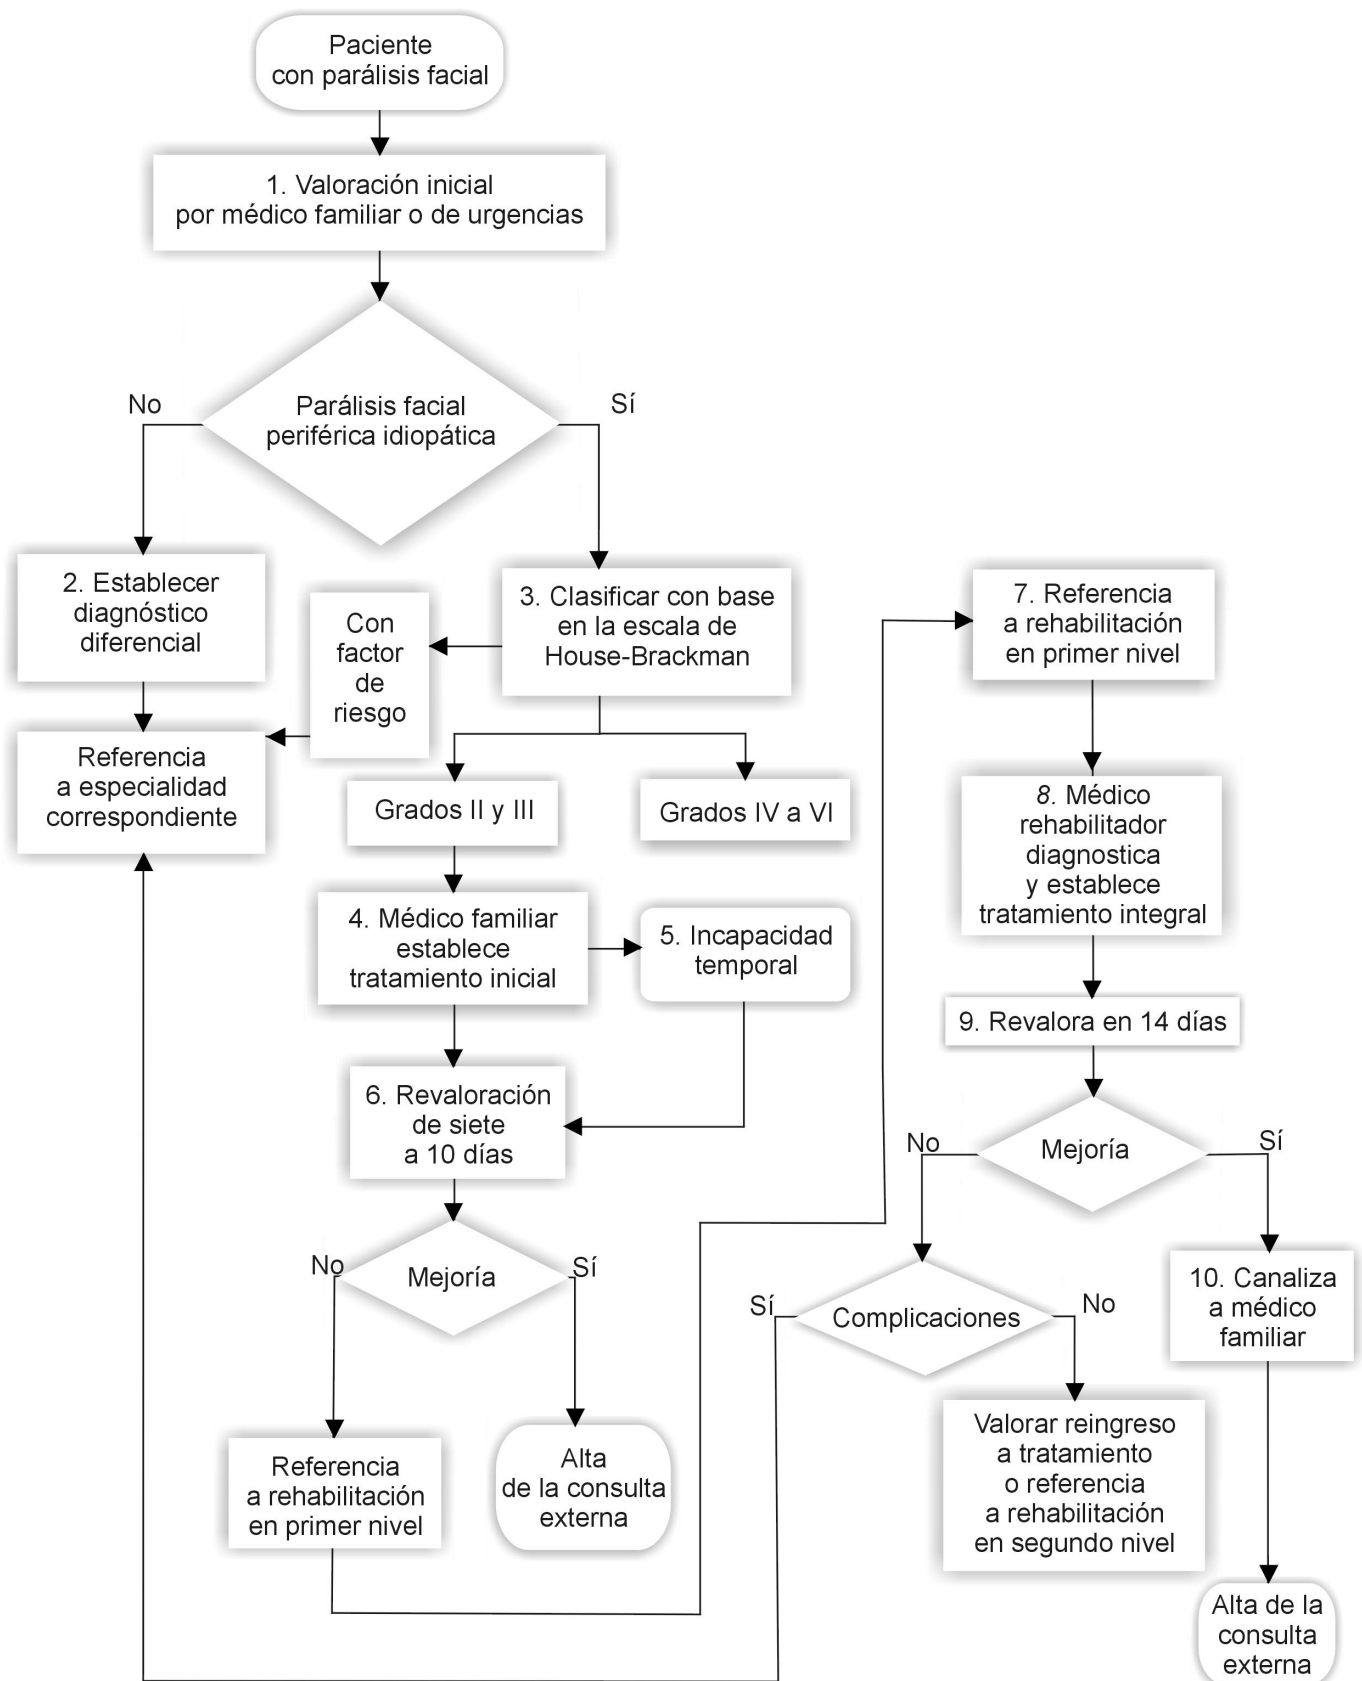 Paciente
con parálisis facial
1. Valoración inicial
por médico familiar o de urgencias
No
Sí
Parálisis facial
periférica idiopática
2. Establecer
diagnóstico
diferencial
Con
factor
de
riesgo
3. Clasificar con base
en la escala de
House-Brackman
Referencia
a especialidad
correspondiente
Grados II y III
Grados IV a VI
4. Médico familiar
establece
tratamiento inicial
5. Incapacidad
temporal
6. Revaloración
de siete
a 10 días
No
Mejoría
Sí
Referencia
a rehabilitación
en primer nivel
Alta
de la consulta
externa
7. Referencia
a rehabilitación
en primer nivel
8. Médico
rehabilitador
diagnostica
y establece
tratamiento integral
9. Revalora en 14 días
No
Mejoría
Sí
Sí
Complicaciones
No
10. Canaliza
a médico
familiar
Valorar reingreso
a tratamiento
o referencia
a rehabilitación
en segundo nivel
Alta de la
consulta
externa